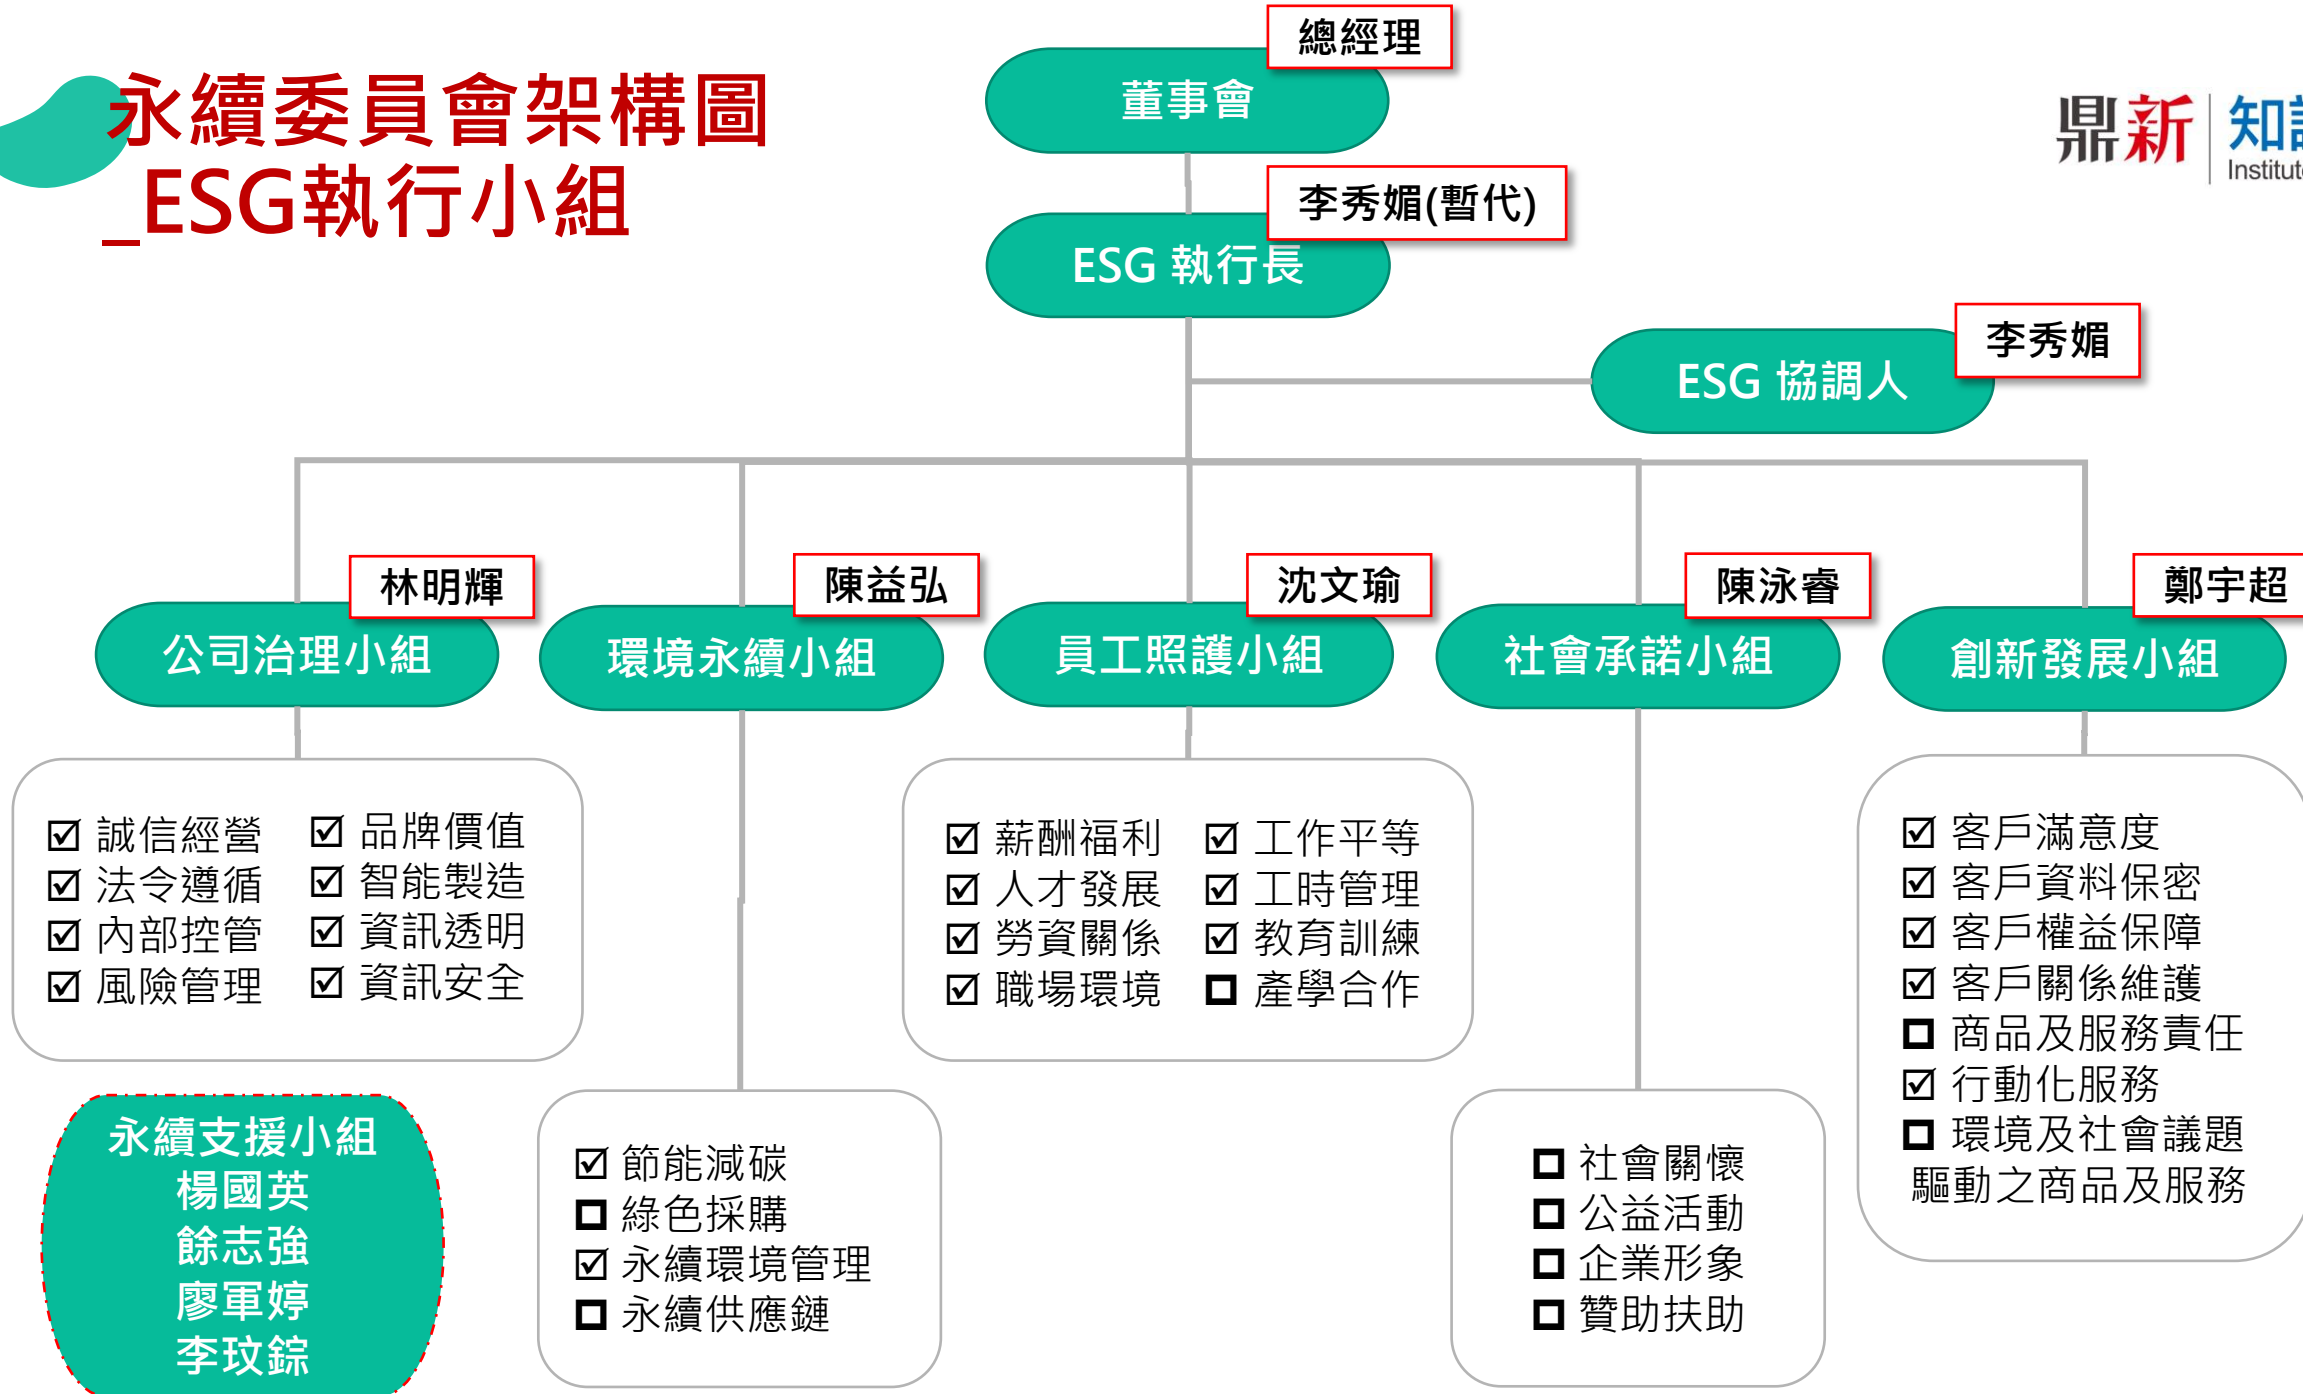 永續委員會架構圖
_ESG執行小組
總經理
董事會
鼎新
知
Institut
李秀媚(暫代)
ESG 執行長
李秀媚
ESG 協調人
林明輝
公司治理小組
陳益弘
環境永續小組
沈文瑜
員工照護小組
陳泳睿
社會承諾小組
鄭宇超
創新發展小組
☑ 誠信經營
☑ 法令遵循
☑ 內部控管
☑ 風險管理
☑ 品牌價值
☑ 智能製造
☑ 資訊透明
☑ 資訊安全
☑ 節能減碳
☐ 綠色採購
☑ 永續環境管理
☐ 永續供應鏈
☑ 薪酬福利
☑ 人才發展
☑ 勞資關係
☑ 職場環境
☑ 工作平等
☑ 工時管理
☑ 教育訓練
☐ 產學合作
☐ 社會關懷
☐ 公益活動
☐ 企業形象
☐ 贊助扶助
☑ 客戶滿意度
☑ 客戶資料保密
☑ 客戶權益保障
☑ 客戶關係維護
☐ 商品及服務責任
☑ 行動化服務
☐ 環境及社會議題
驅動之商品及服務
永續支援小組
楊國英
餘志強
廖軍婷
李玟錝